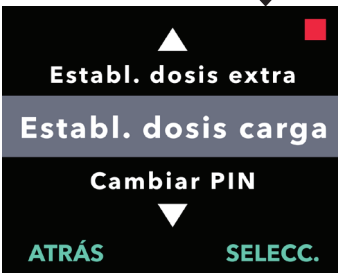 Establ. dosis extra
Establ. dosis carga
Cambiar PIN
ATRÁS SELECC.